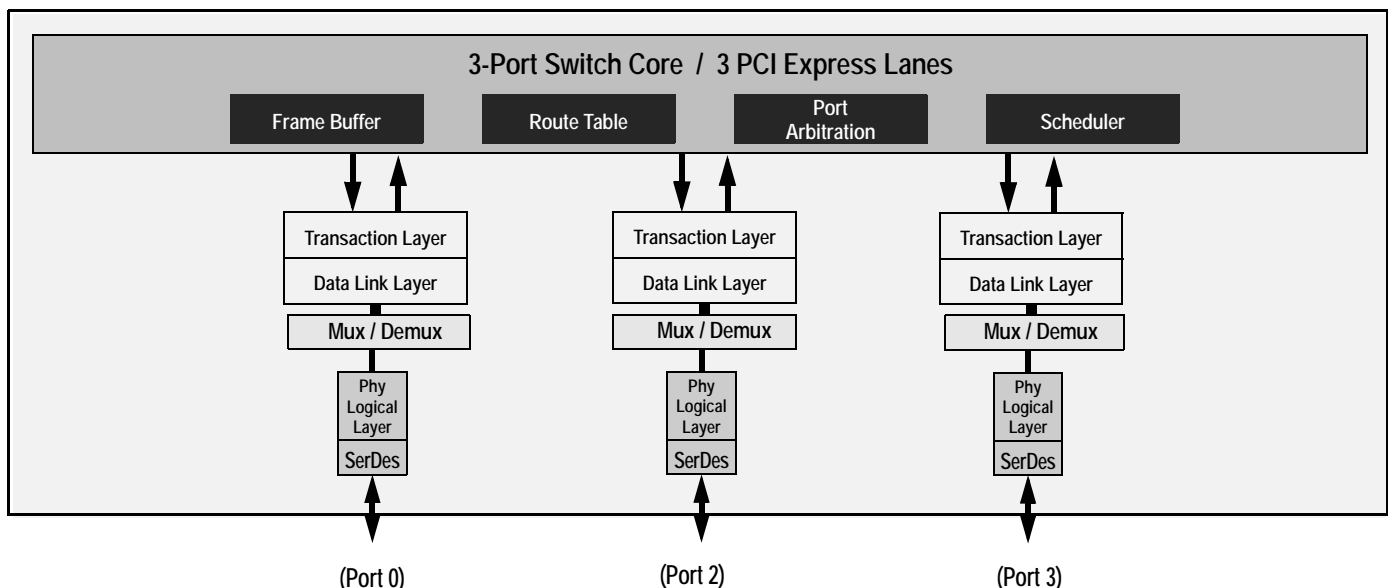 3-Port Switch Core / 3 PCI Express Lanes
Frame Buffer
Route Table
Port
Arbitration
Scheduler
Transaction Layer
Data Link Layer
Mux / Demux
Phy
Logical
Layer
SerDes
(Port 0)
Transaction Layer
Data Link Layer
Mux / Demux
Phy
Logical
Layer
SerDes
(Port 2)
Transaction Layer
Data Link Layer
Mux / Demux
Phy
Logical
Layer
SerDes
(Port 3)